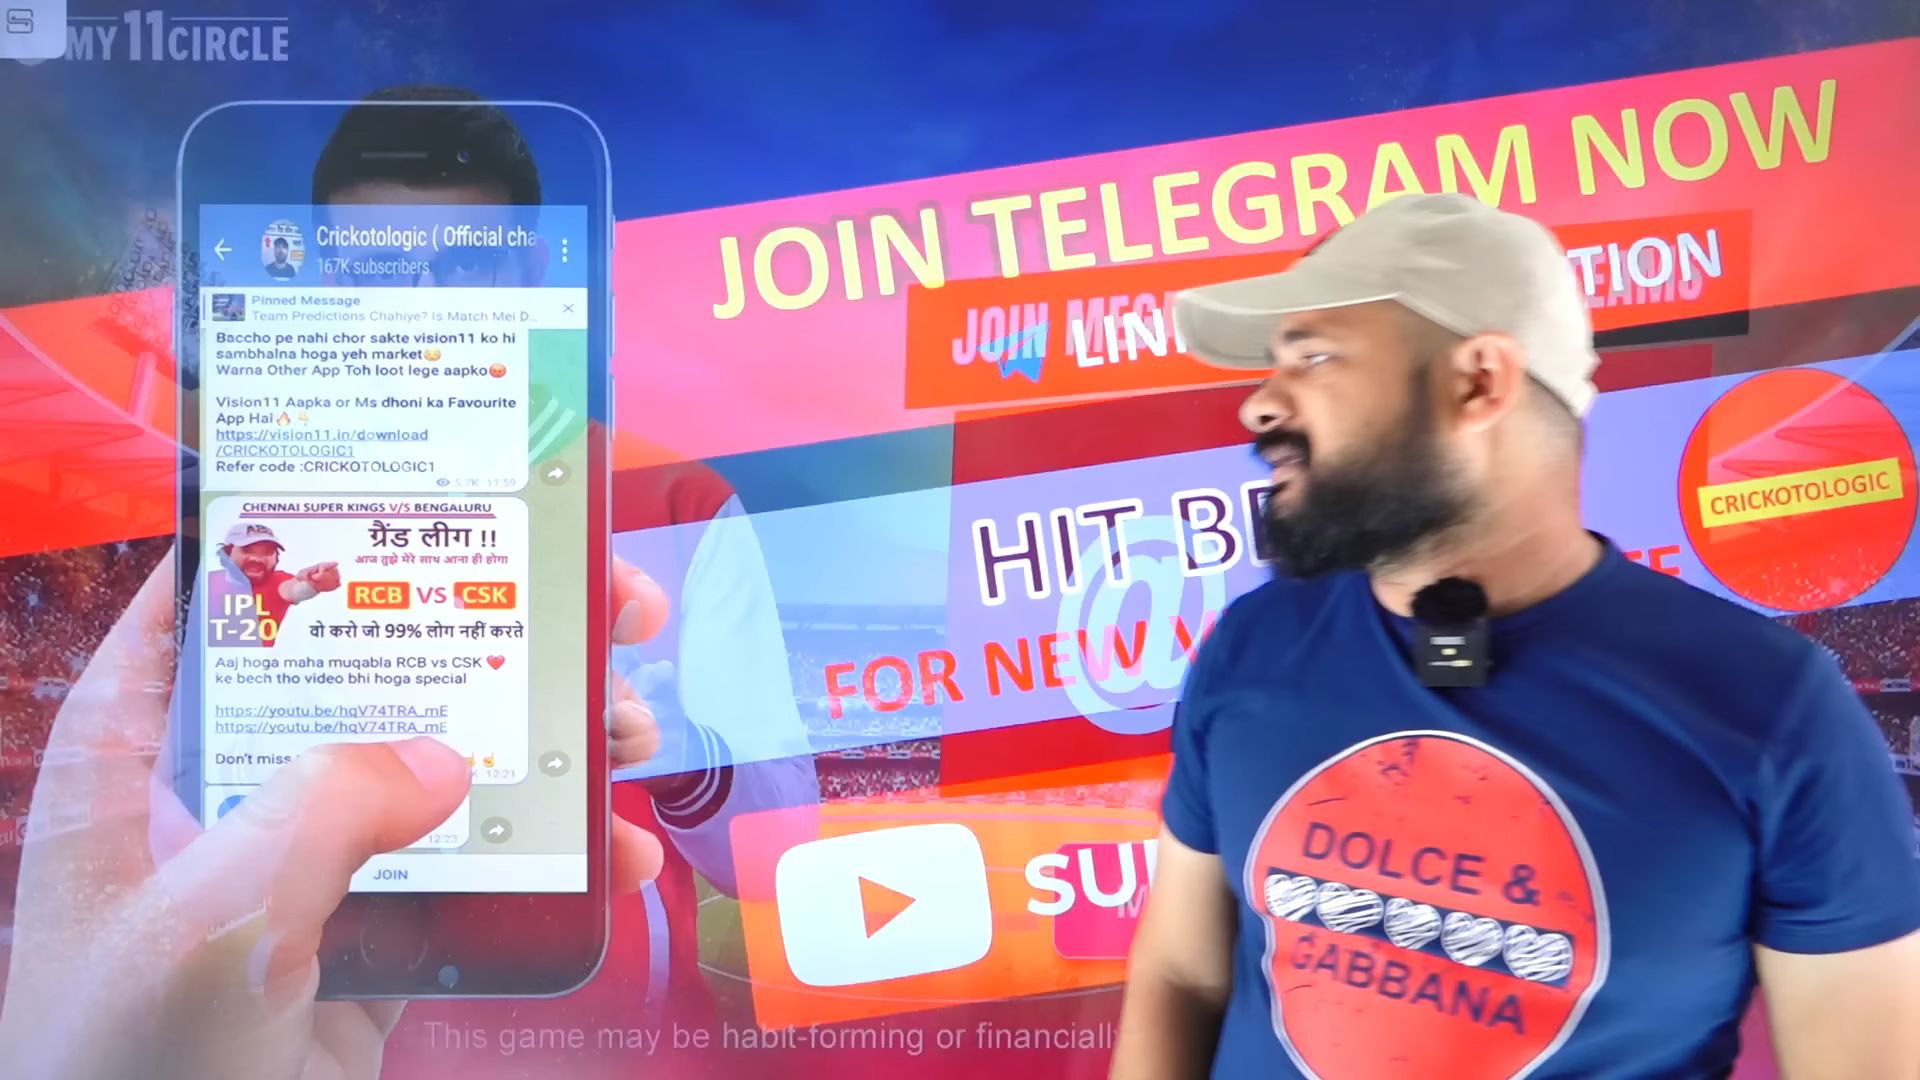 MY11CIRCLE
JOIN TELEGRAM NOW
JOIN
LIN
TION
TEAMS
Crickotologic ( Official cha
167K subscribers
Pinned Message
Team Predictions Chahiye? Is Match Mei D...
Baccho pe nahi chor sakte vision11 ko hi
sambhalna hoga yeh market😏
Warna Other App Toh loot lege aapko😡
Vision11 Aapka or Ms dhoni ka Favourite
App Hai🔥👇
https://vision11.in/download
/CRICKOTOLOGIC1
Refer code :CRICKOTOLOGIC1
5.7K 11:59
CHENNAI SUPER KINGS V/S BENGALURU
ग्रैंड लीग !!
आज तुझे मेरे साथ आना ही होगा
RCB VS CSK
IPL
T-20
वो करो जो 99% लोग नहीं करते
Aaj hoga maha muqabla RCB vs CSK ❤️
ke bech tho video bhi hoga special
https://youtu.be/hqV74TRA_mE
https://youtu.be/hqV74TRA_mE
Don't miss
12:21
12:23
JOIN
HIT BE
@
FOR NEW V
CRICKOTOLOGIC
SU
DOLCE &
GABBANA
This game may be habit-forming or financiall